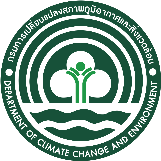 กรมการเปลี่ยนแปลงสภาพภูมิอากาศและสิ่งแวดล้อม
DEPARTMENT OF CLIMATE CHANGE AND ENVIRONMENT